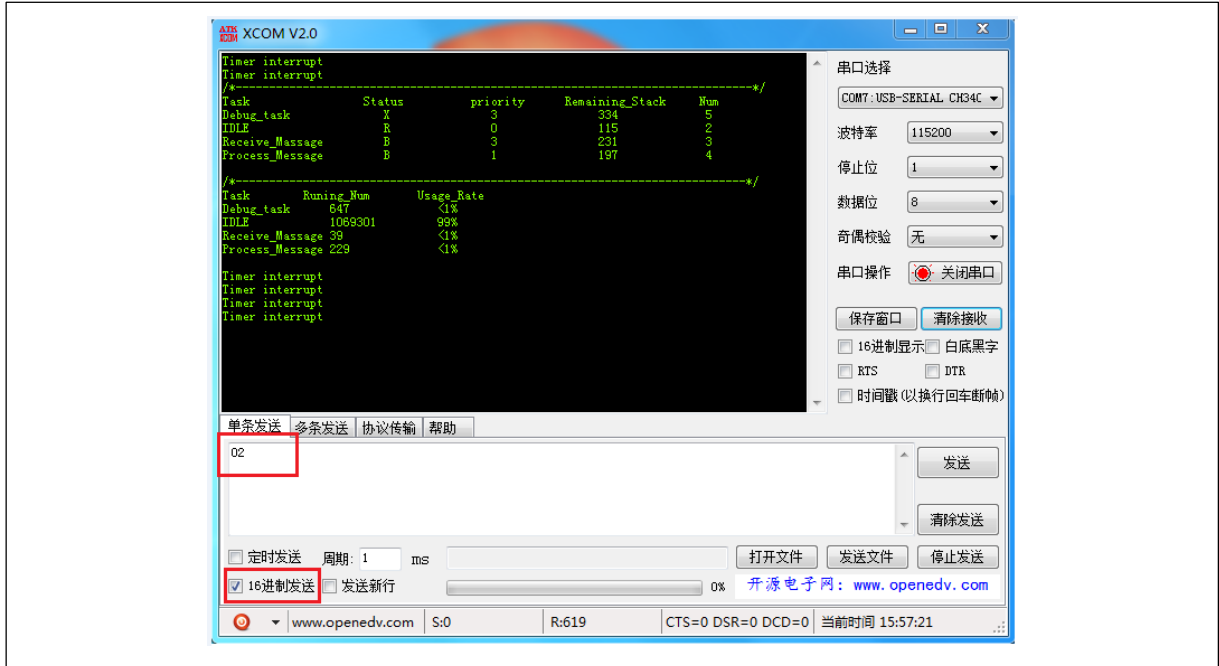 ATK XCOM XCOM V2.0
Timer interrupt
Timer interrupt
/*---------------------------------------------------------------------------*/
Task Status priority Remaining_Stack Num
Debug_task X 3 334 5
IDLE R 0 115 2
Receive_Massage B 3 231 3
Process_Message B 1 197 4
/*---------------------------------------------------------------------------*/
Task Runing_Num Usage_Rate
Debug_task 647 <1%
IDLE 1069301 99%
Receive_Massage 39 <1%
Process_Message 229 <1%
Timer interrupt
Timer interrupt
Timer interrupt
Timer interrupt
串口选择
COM7:USB-SERIAL CH34C
波特率 115200
停止位 1
数据位 8
奇偶校验 无
串口操作 关闭串口
保存窗口 清除接收
16进制显示 白底黑字
RTS DTR
时间戳(以换行回车断帧)
单条发送 多条发送 协议传输 帮助
02
发送
清除发送
定时发送 周期: 1 ms 打开文件 发送文件 停止发送
16进制发送 发送新行 0% 开源电子网: www.openedv.com
www.openedv.com S:0 R:619 CTS=0 DSR=0 DCD=0 当前时间 15:57:21